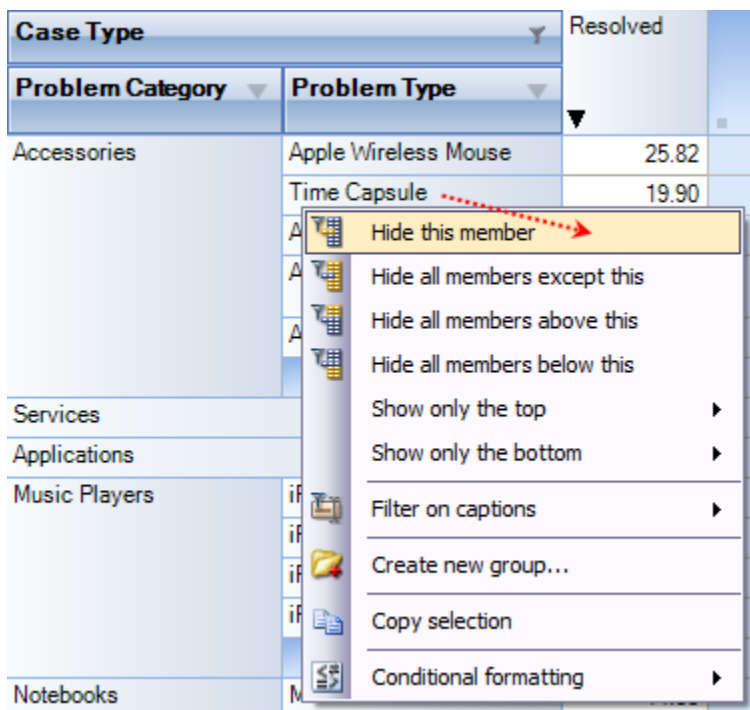 Case Type
Resolved
Problem Category
Problem Type
Accessories
Apple Wireless Mouse
25.82
Time Capsule
19.90
Hide this member
Hide all members except this
Hide all members above this
Hide all members below this
Services
Show only the top
Applications
Show only the bottom
Music Players
Filter on captions
Create new group...
Copy selection
Conditional formatting
Notebooks